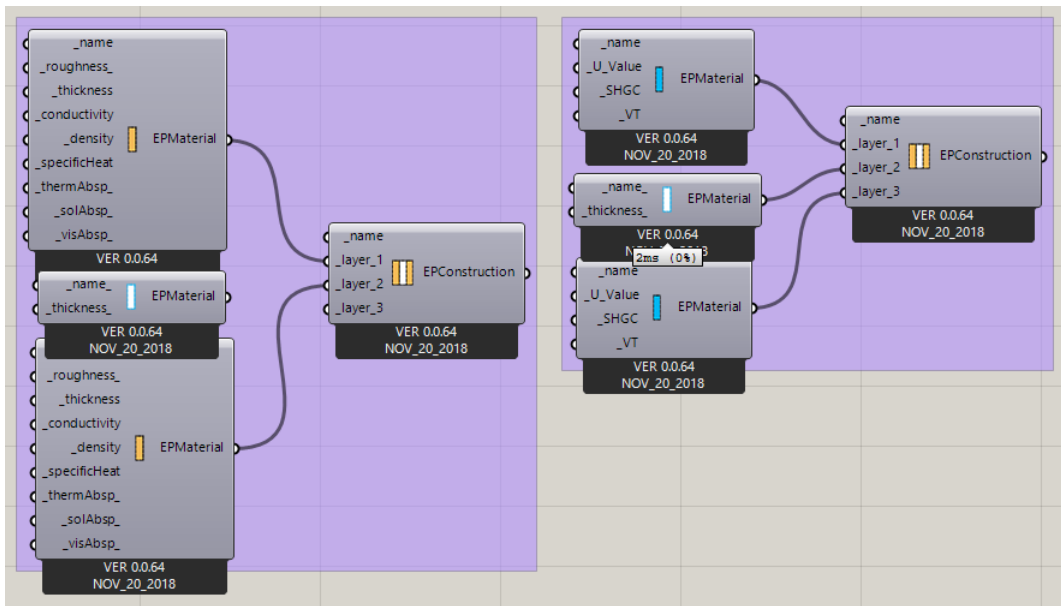 _name
_roughness_
_thickness
_conductivity
_density
EPMaterial
_specificHeat
_thermAbsp_
_solAbsp_
_visAbsp_
VER 0.0.64
_name_
_thickness_
EPMaterial
VER 0.0.64
NOV_20_2018
_roughness_
_thickness
_conductivity
_density
EPMaterial
_specificHeat
_thermAbsp_
_solAbsp_
_visAbsp_
VER 0.0.64
NOV_20_2018
_name
_layer_1
_layer_2
_layer_3
EPConstruction
VER 0.0.64
NOV_20_2018
_name
_U_Value
_SHGC
_VT
EPMaterial
VER 0.0.64
NOV_20_2018
_name_
_thickness_
EPMaterial
VER 0.0.64
2ms (0%)
_name
_U_Value
_SHGC
_VT
EPMaterial
VER 0.0.64
NOV_20_2018
_name
_layer_1
_layer_2
_layer_3
EPConstruction
VER 0.0.64
NOV_20_2018